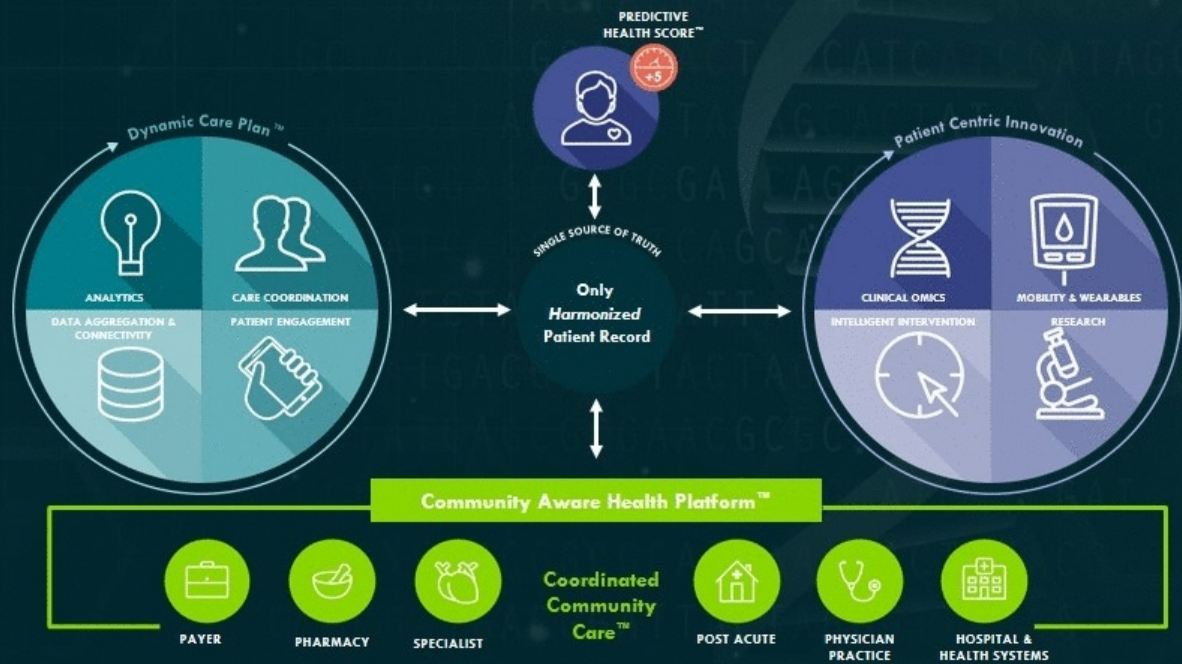 PREDICTIVE
HEALTH SCORE™
+5
Dynamic Care Plan™
ANALYTICS
CARE COORDINATION
DATA AGGREGATION &
CONNECTIVITY
PATIENT ENGAGEMENT
SINGLE SOURCE OF TRUTH
Only
Harmonized
Patient Record
Patient Centric Innovation
CLINICAL OMICS
MOBILITY & WEARABLES
INTELLIGENT INTERVENTION
RESEARCH
Community Aware Health Platform™
PAYER
PHARMACY
SPECIALIST
Coordinated
Community
Care™
POST ACUTE
PHYSICIAN
PRACTICE
HOSPITAL &
HEALTH SYSTEMS